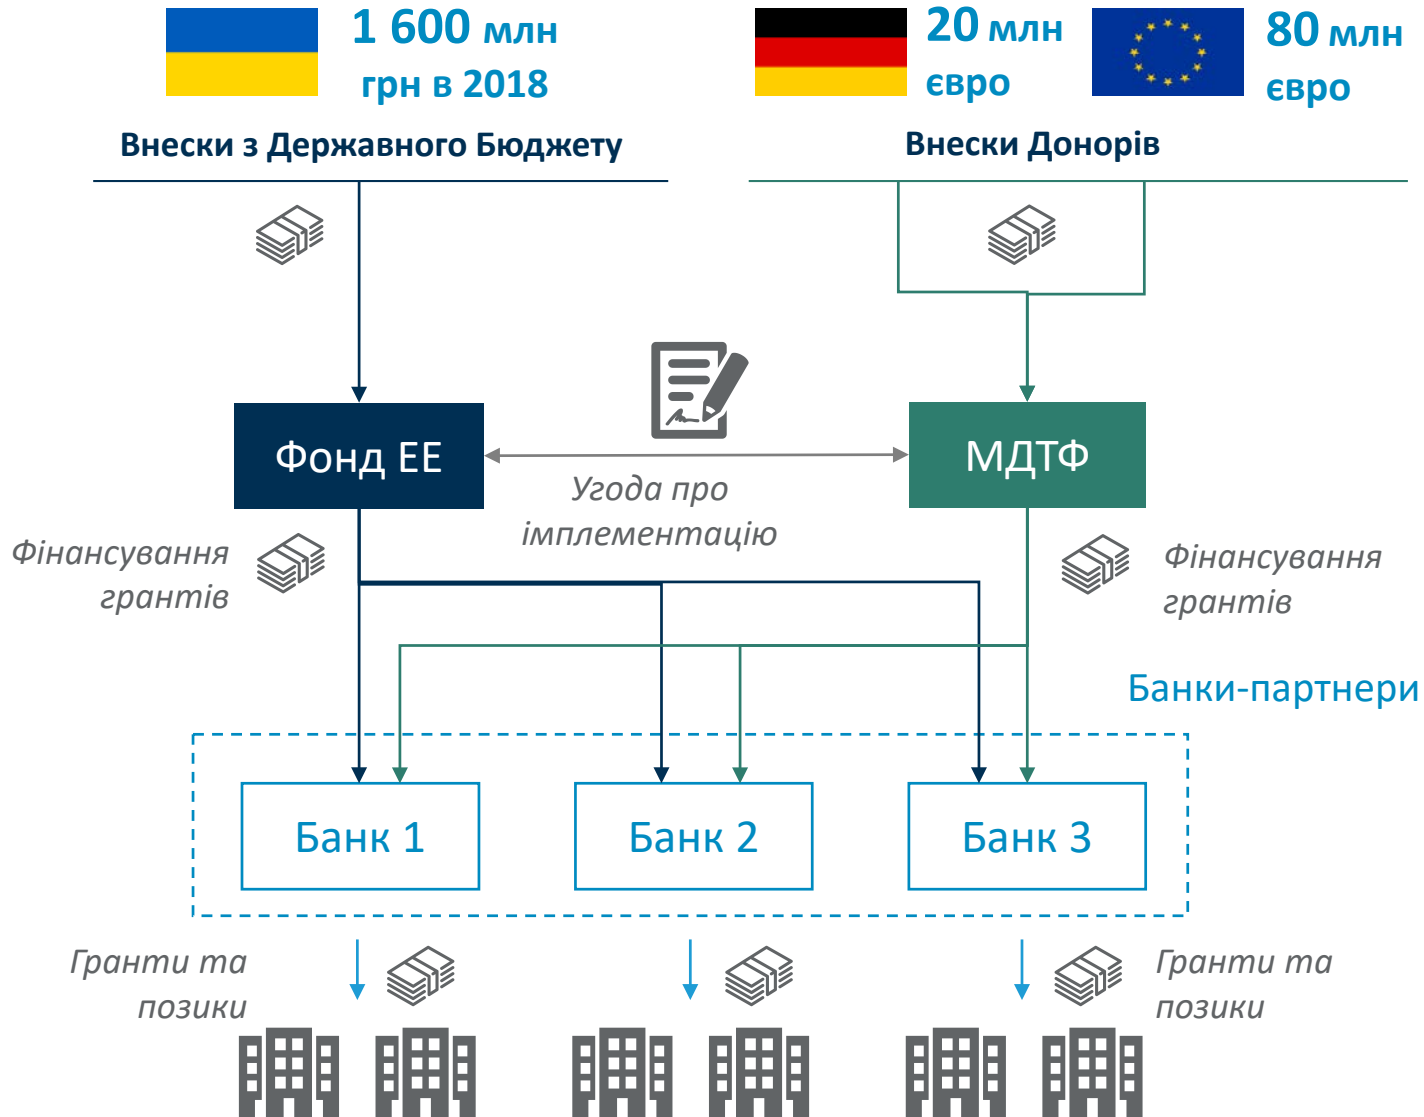 1 600 млн
грн в 2018
20 млн
євро
80 млн
євро
Внески з Державного Бюджету
Внески Донорів
Фонд ЕЕ
МДТФ
Угода про
імплементацію
Фінансування
грантів
Фінансування
грантів
Банки-партнери
Банк 1
Банк 2
Банк 3
Гранти та
позики
Гранти та
позики